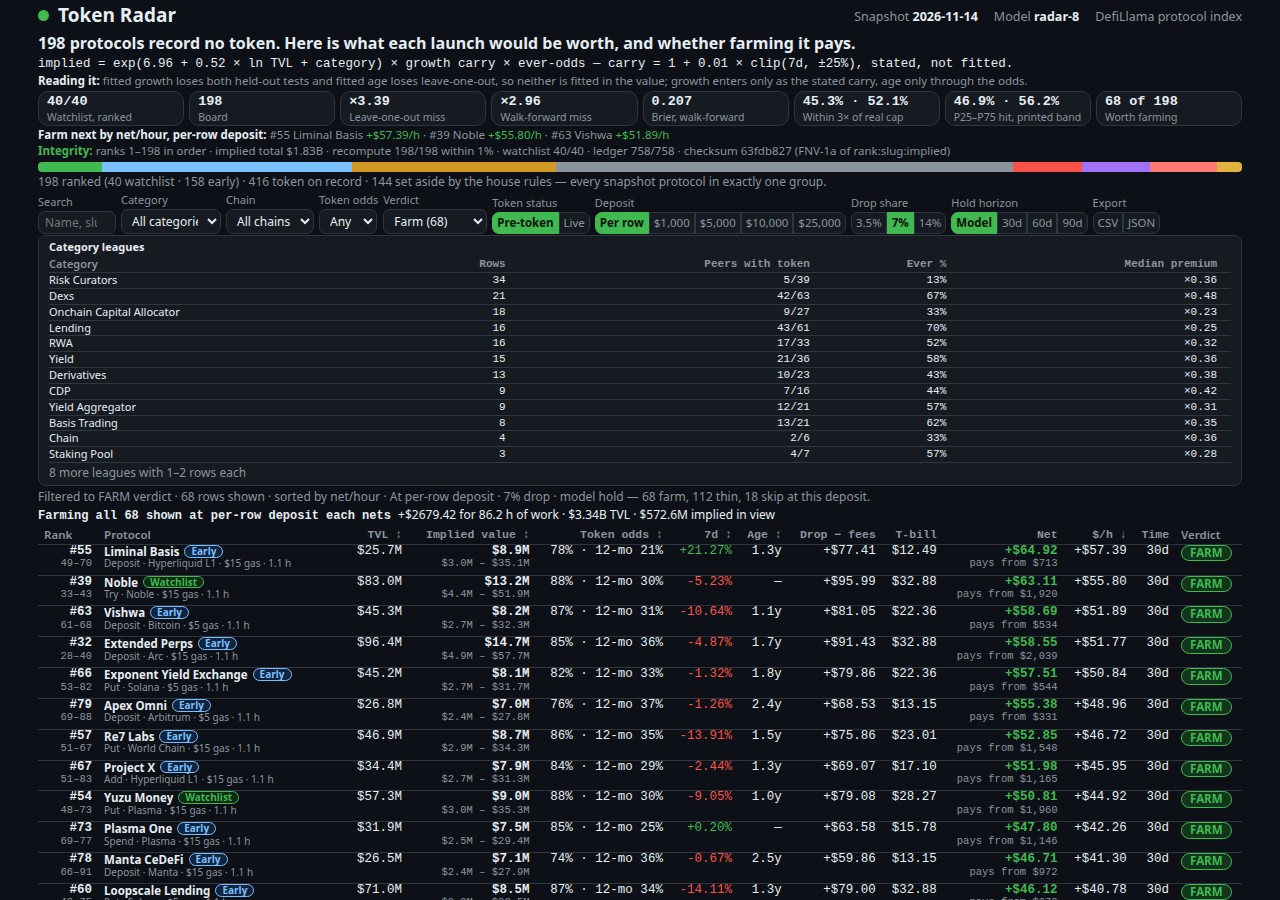 Token Radar
Snapshot 2026-11-14 Model radar-8 DefiLlama protocol index
198 protocols record no token. Here is what each launch would be worth, and whether farming it pays.
implied = exp(6.96 + 0.52 × ln TVL + category) × growth carry × ever-odds — carry = 1 + 0.01 × clip(7d, ±25%), stated, not fitted.
Reading it: fitted growth loses both held-out tests and fitted age loses leave-one-out, so neither is fitted in the value; growth enters only as the stated carry, age only through the odds.
40/40 198 ×3.39 ×2.96 0.207 45.3% · 52.1% 46.9% · 56.2% 68 of 198
Watchlist, ranked Board Leave-one-out miss Walk-forward miss Brier, walk-forward Within 3× of real cap P25–P75 hit, printed band Worth farming
Farm next by net/hour, per-row deposit: #55 Liminal Basis +$57.39/h · #39 Noble +$55.80/h · #63 Vishwa +$51.89/h
Integrity: ranks 1–198 in order · implied total $1.83B · recompute 198/198 within 1% · watchlist 40/40 · ledger 758/758 · checksum 63fdb827 (FNV-1a of rank:slug:implied)
198 ranked (40 watchlist · 158 early) · 416 token on record · 144 set aside by the house rules — every snapshot protocol in exactly one group.
Search Category Chain Token odds Verdict Token status Deposit Drop share Hold horizon Export
Name, slu All categorie All chains Any Farm (68) Pre-token Live Per row $1,000 $5,000 $10,000 $25,000 3.5% 7% 14% Model 30d 60d 90d CSV JSON
Category leagues
Category Rows Peers with token Ever % Median premium
Risk Curators 34 5/39 13% ×0.36
Dexs 21 42/63 67% ×0.48
Onchain Capital Allocator 18 9/27 33% ×0.23
Lending 16 43/61 70% ×0.25
RWA 16 17/33 52% ×0.32
Yield 15 21/36 58% ×0.36
Derivatives 13 10/23 43% ×0.38
CDP 9 7/16 44% ×0.42
Yield Aggregator 9 12/21 57% ×0.31
Basis Trading 8 13/21 62% ×0.35
Chain 4 2/6 33% ×0.36
Staking Pool 3 4/7 57% ×0.28
8 more leagues with 1–2 rows each
Filtered to FARM verdict · 68 rows shown · sorted by net/hour · At per-row deposit · 7% drop · model hold — 68 farm, 112 thin, 18 skip at this deposit.
Farming all 68 shown at per-row deposit each nets +$2679.42 for 86.2 h of work · $3.34B TVL · $572.6M implied in view
Rank Protocol TVL ↕ Implied value ↕ Token odds ↕ 7d ↕ Age ↕ Drop − fees T-bill Net $/h ↓ Time Verdict
#55 Liminal Basis Early $25.7M $8.9M 78% · 12-mo 21% +21.27% 1.3y +$77.41 $12.49 +$64.92 +$57.39 30d FARM
49–70 Deposit · Hyperliquid L1 · $15 gas · 1.1 h $3.0M – $35.1M pays from $713
#39 Noble Watchlist $83.0M $13.2M 88% · 12-mo 30% -5.23% — +$95.99 $32.88 +$63.11 +$55.80 30d FARM
33–43 Try · Noble · $15 gas · 1.1 h $4.4M – $51.9M pays from $1,920
#63 Vishwa Early $45.3M $8.2M 87% · 12-mo 31% -10.64% 1.1y +$81.05 $22.36 +$58.69 +$51.89 30d FARM
61–68 Deposit · Bitcoin · $5 gas · 1.1 h $2.7M – $32.3M pays from $534
#32 Extended Perps Early $96.4M $14.7M 85% · 12-mo 36% -4.87% 1.7y +$91.43 $32.88 +$58.55 +$51.77 30d FARM
28–40 Deposit · Arc · $15 gas · 1.1 h $4.9M – $57.7M pays from $2,039
#66 Exponent Yield Exchange Early $45.2M $8.1M 82% · 12-mo 33% -1.32% 1.8y +$79.86 $22.36 +$57.51 +$50.84 30d FARM
53–82 Put · Solana · $5 gas · 1.1 h $2.7M – $31.7M pays from $544
#79 Apex Omni Early $26.8M $7.0M 76% · 12-mo 37% -1.26% 2.4y +$68.53 $13.15 +$55.38 +$48.96 30d FARM
69–88 Deposit · Arbitrum · $5 gas · 1.1 h $2.4M – $27.8M pays from $331
#57 Re7 Labs Early $46.9M $8.7M 86% · 12-mo 35% -13.91% 1.5y +$75.86 $23.01 +$52.85 +$46.72 30d FARM
51–67 Put · World Chain · $15 gas · 1.1 h $2.9M – $34.3M pays from $1,548
#67 Project X Early $34.4M $7.9M 84% · 12-mo 29% -2.44% 1.3y +$69.07 $17.10 +$51.98 +$45.95 30d FARM
51–83 Add · Hyperliquid L1 · $15 gas · 1.1 h $2.7M – $31.3M pays from $1,165
#54 Yuzu Money Watchlist $57.3M $9.0M 88% · 12-mo 30% -9.05% 1.0y +$79.08 $28.27 +$50.81 +$44.92 30d FARM
48–73 Put · Plasma · $15 gas · 1.1 h $3.0M – $35.3M pays from $1,960
#73 Plasma One Early $31.9M $7.5M 85% · 12-mo 25% +0.20% — +$63.58 $15.78 +$47.80 +$42.26 30d FARM
69–77 Spend · Plasma · $15 gas · 1.1 h $2.5M – $29.4M pays from $1,146
#78 Manta CeDeFi Early $26.5M $7.1M 74% · 12-mo 36% -0.67% 2.5y +$59.86 $13.15 +$46.71 +$41.30 30d FARM
66–91 Deposit · Manta · $15 gas · 1.1 h $2.4M – $27.9M pays from $972
#60 Loopscale Lending Early $71.0M $8.5M 87% · 12-mo 34% -14.11% 1.3y +$79.00 $32.88 +$46.12 +$40.78 30d FARM